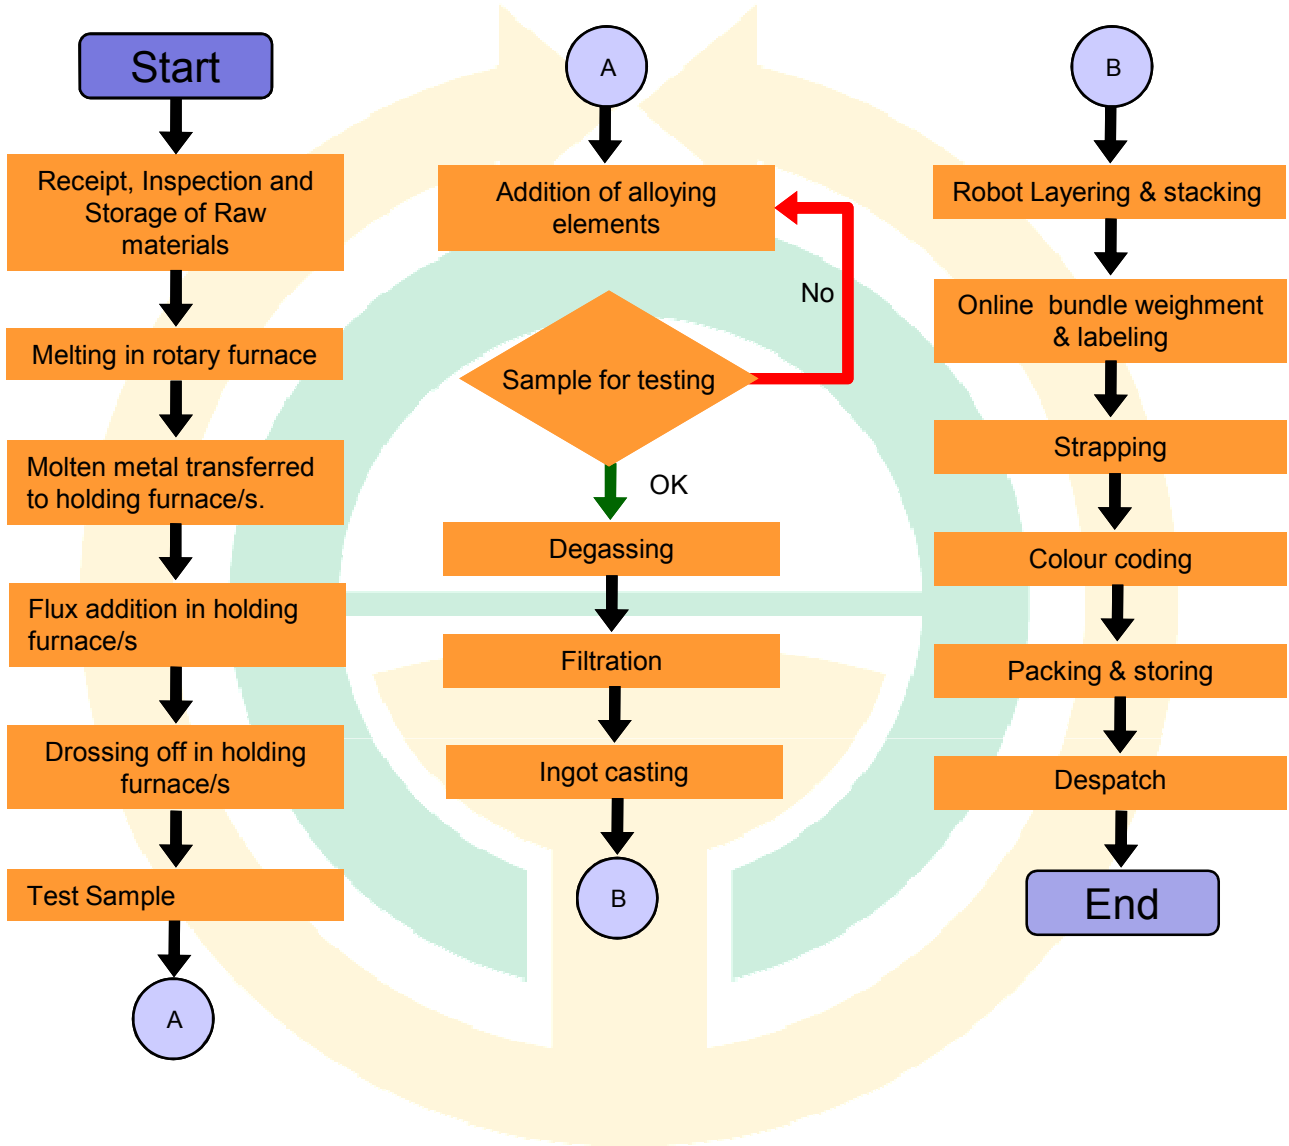 Start
Receipt, Inspection and
Storage of Raw
materials
Melting in rotary furnace
Molten metal transferred
to holding furnace/s.
Flux addition in holding
furnace/s
Drossing off in holding
furnace/s
Test Sample
A
A
Addition of alloying
elements
No
Sample for testing
OK
Degassing
Filtration
Ingot casting
B
B
Robot Layering & stacking
Online bundle weighment
& labeling
Strapping
Colour coding
Packing & storing
Despatch
End